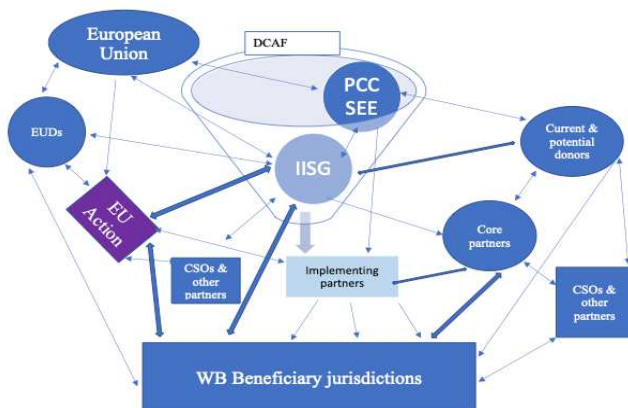 European
Union
DCAF
PCC
SEE
EUDs
Current &
potential
donors
IISG
EU
Action
Core
partners
CSOs &
other
partners
Implementing
partners
CSOs &
other
partners
WB Beneficiary jurisdictions